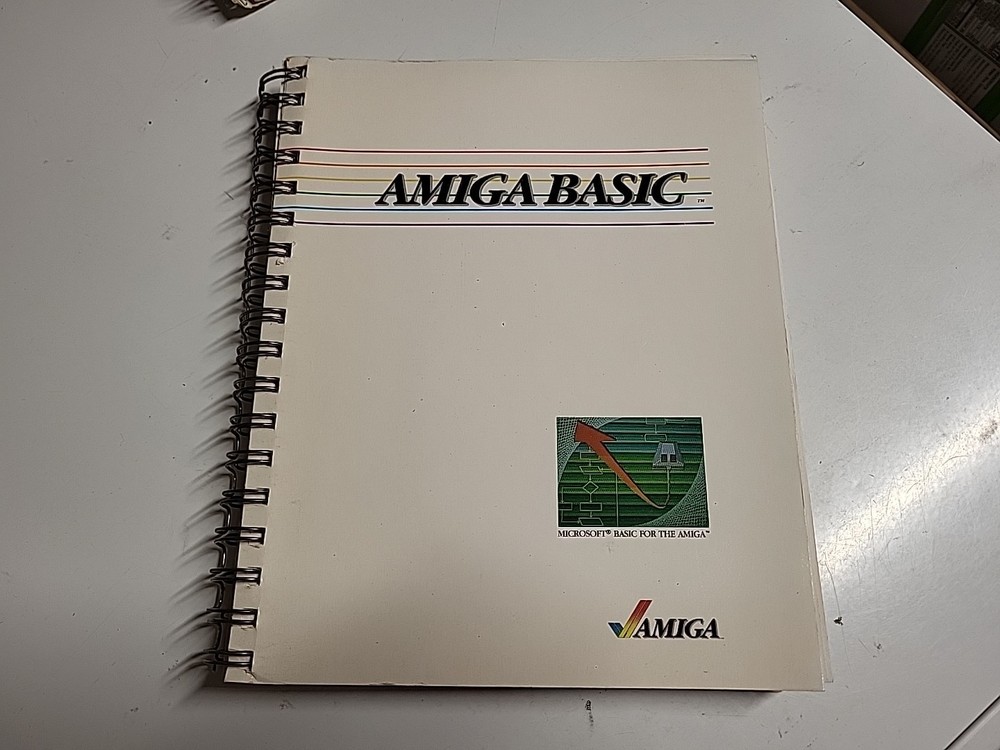 AMIGA BASIC™
MICROSOFT® BASIC FOR THE AMIGA™
AMIGA